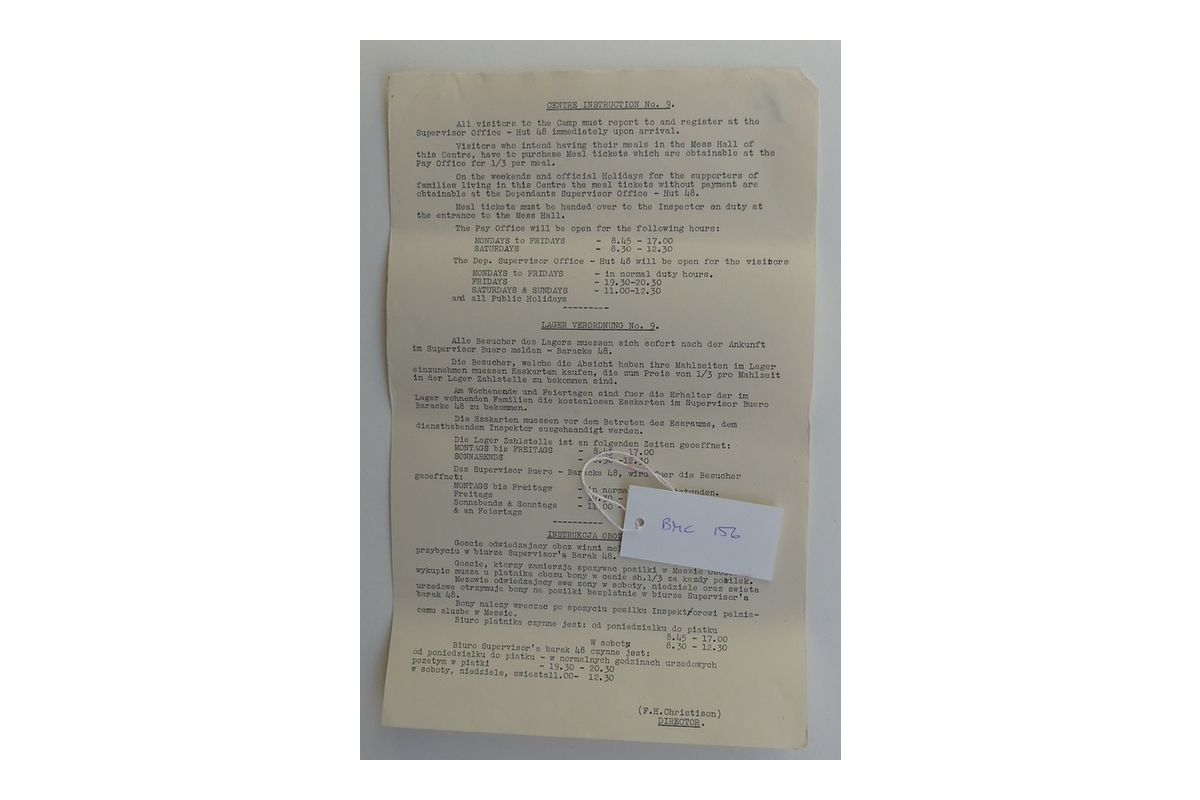 CENTRE INSTRUCTION No. 9.
All visitors to the Camp must report to and register at the
Supervisor Office - Hut 48 immediately upon arrival.
Visitors who intend having their meals in the Mess Hall of
this Centre, have to purchase Meal tickets which are obtainable at the
Pay Office for 1/3 per meal.
On the weekends and official Holidays for the supporters of
families living in this Centre the meal tickets without payment are
obtainable at the Dependants Supervisor Office - Hut 48.
Meal tickets must be handed over to the Inspector on duty at
the entrance to the Mess Hall.
The Pay Office will be open for the following hours:
MONDAYS to FRIDAYS - 8.45 - 17.00
SATURDAYS - 8.30 - 12.30
The Dep. Supervisor Office - Hut 48 will be open for the visitors
MONDAYS to FRIDAYS - in normal duty hours.
FRIDAYS - 19.30-20.30
SATURDAYS & SUNDAYS - 11.00-12.30
and all Public Holidays
---------
LAGER VERORDNUNG No. 9.
Alle Besucher des Lagers muessen sich sofort nach der Ankunft
im Supervisor Buero melden - Baracke 48.
Die Besucher, welche die Absicht haben ihre Mahlzeiten im Lager
einzunehmen muessen Esskarten kaufen, die zum Preis von 1/3 pro Mahlzeit
in der Lager Zahlstelle zu bekommen sind.
Am Wochenende und Feiertagen sind fuer die Erhalter der im
Lager wohnenden Familien die kostenlosen Esskarten im Supervisor Buero
Baracke 48 zu bekommen.
Die Esskarten muessen vor dem Betreten des Essraums, dem
diensthabendem Inspektor ausgehaendigt werden.
Die Lager Zahlstelle ist an folgenden Zeiten geoeffnet:
MONTAGS bis FREITAGS - 8.45 - 17.00
SONNABENDS - 8.30 -12.30
Das Supervisor Buero - Baracke 48, wird fuer die Besucher
geoeffnet:
MONTAGS bis Freitags - in
Freitags - 19.30 -
Sonnabends & Sonntags - 11.00 -
& an Feiertags
----------
INSTRUKCJA
Goscie odwiedzajacy oboz winni
przybyciu w biurze Supervisor'a Barak 48.
Goscie, ktorzy zamierzja spozywac posilki w Messie
wykupic musza u platnika obozu bony w cenie sh.1/3 za kazdy posilek.
Mezowie odwiedzajacy swe zony w soboty, niedziele oraz swieta
urzedowe otrzymuja bony na posilki bezplatnie w biurze Supervisor's
barak 48.
Bony nalezy wreczac po spozyciu posilku Inspektorowi pelnia-
cemu sluzbe w Messie.
Biuro platnika czynne jest: od poniedzialku do piatku
8.45 - 17.00
W soboty 8.30 - 12.30
Biuro Supervisor's barak 48 czynne jest:
od poniedzialku do piatku - w normalnych godzinach urzedowych
pozatym w piatki - 19.30 - 20.30
w soboty, niedziele, swiesta11.00- 12.30
(F.H.Christison)
DIRECTOR.
BMC 156